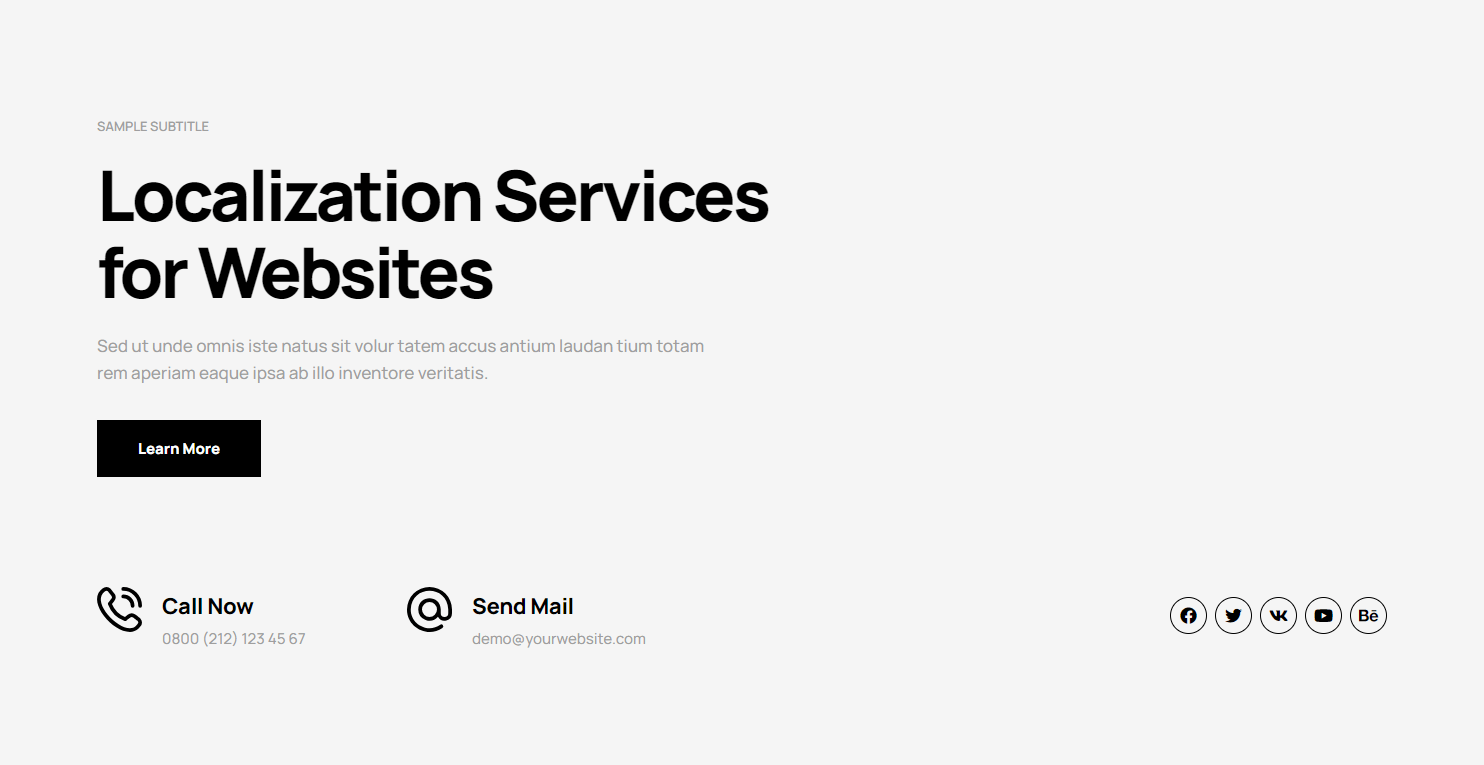 SAMPLE SUBTITLE
Localization Services
for Websites
Sed ut unde omnis iste natus sit volur tatem accus antium laudan tium totam
rem aperiam eaque ipsa ab illo inventore veritatis.
Learn More
Call Now
0800 (212) 123 45 67
Send Mail
demo@yourwebsite.com
Bē